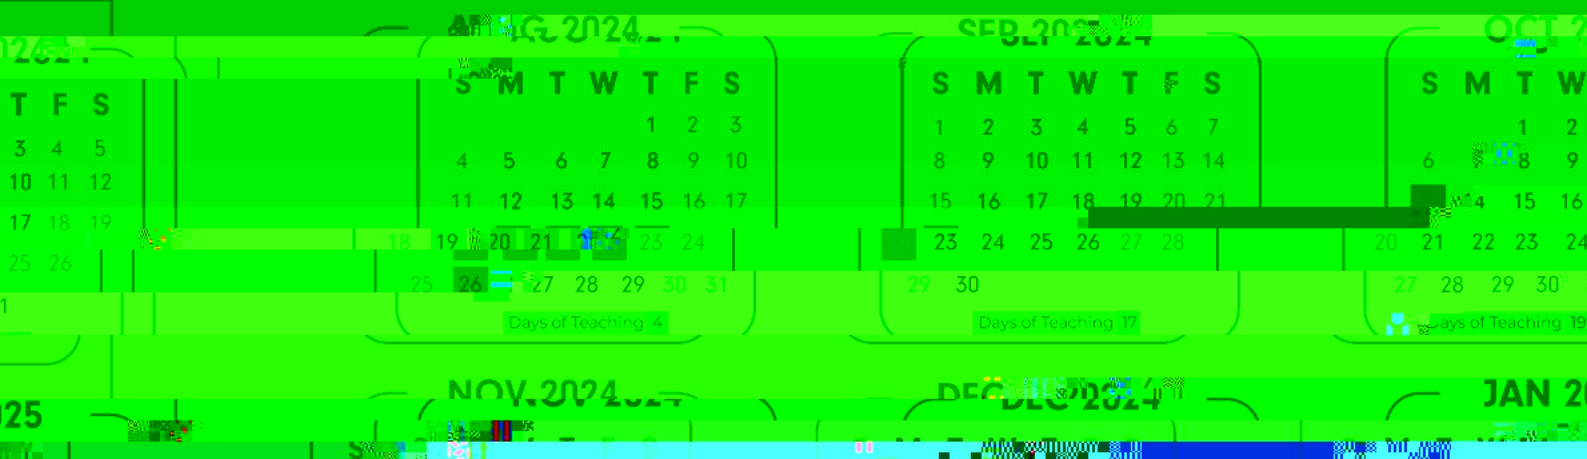 AUG 2024 SEP 2024 OCT 2
2024
S M T W T F S S M T W T F S S M T W
T F S
1 2 3 1 2 3 4 5 6 7 1 2
3 4 5
4 5 6 7 8 9 10 8 9 10 11 12 13 14 6 8 9
10 11 12
11 12 13 14 15 16 17 15 16 17 18 19 20 21 15 16
17 18 19
18 19 20 21 23 24 23 24 25 26 27 28 20 21 22 23 24
25 26
25 26 27 28 29 30 31 29 30 27 28 29 30
Days of Teaching 4 Days of Teaching 17 Days of Teaching 19
NOV 2024 DEC 2024 JAN 20
025